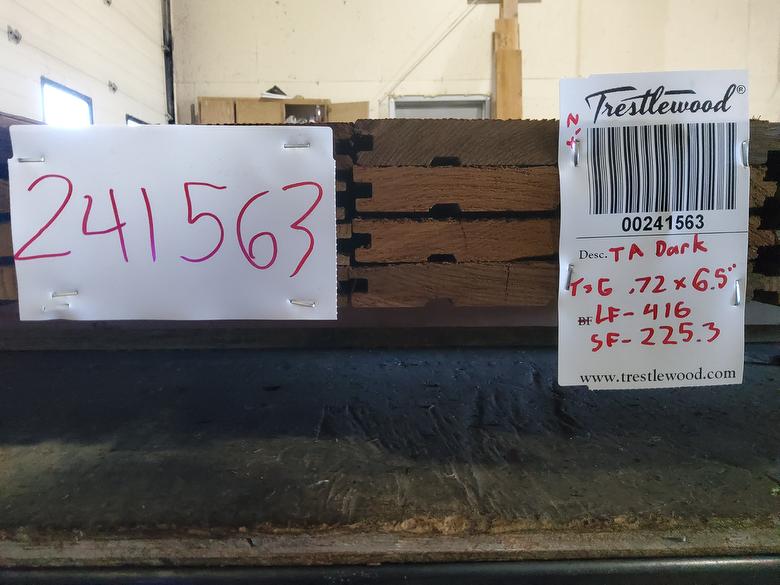 241563
Trestlewood®
00241563
Desc. TA Dark
T&G .72 x 6.5"
BF LF- 416
SF- 225.3
www.trestlewood.com